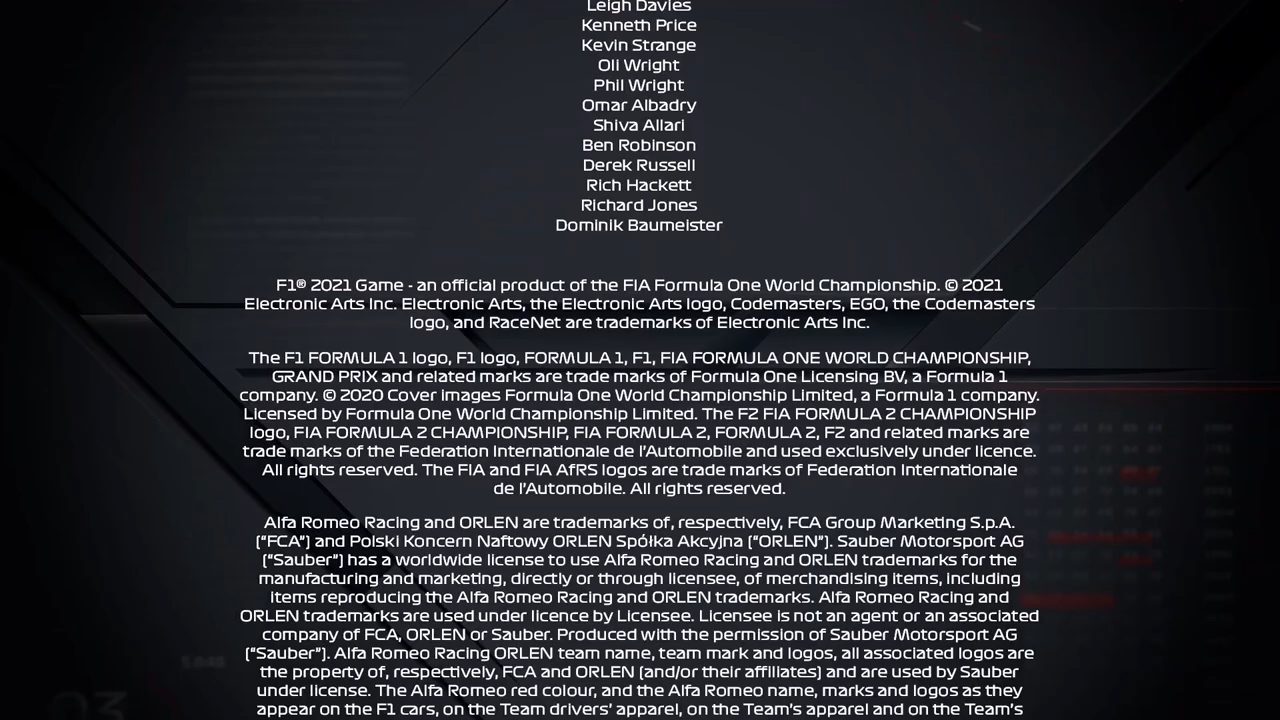 Leigh Davies
Kenneth Price
Kevin Strange
Oli Wright
Phil Wright
Omar Albadry
Shiva Allari
Ben Robinson
Derek Russell
Rich Hackett
Richard Jones
Dominik Baumeister
F1® 2021 Game - an official product of the FIA Formula One World Championship. © 2021
Electronic Arts Inc. Electronic Arts, the Electronic Arts logo, Codemasters, EGO, the Codemasters
logo, and RaceNet are trademarks of Electronic Arts Inc.
The F1 FORMULA 1 logo, F1 logo, FORMULA 1, F1, FIA FORMULA ONE WORLD CHAMPIONSHIP,
GRAND PRIX and related marks are trade marks of Formula One Licensing BV, a Formula 1
company. © 2020 Cover images Formula One World Championship Limited, a Formula 1 company.
Licensed by Formula One World Championship Limited. The F2 FIA FORMULA 2 CHAMPIONSHIP
logo, FIA FORMULA 2 CHAMPIONSHIP, FIA FORMULA 2, FORMULA 2, F2 and related marks are
trade marks of the Federation Internationale de l'Automobile and used exclusively under licence.
All rights reserved. The FIA and FIA AfRS logos are trade marks of Federation Internationale
de l'Automobile. All rights reserved.
Alfa Romeo Racing and ORLEN are trademarks of, respectively, FCA Group Marketing S.p.A.
("FCA") and Polski Koncern Naftowy ORLEN Spółka Akcyjna ("ORLEN"). Sauber Motorsport AG
("Sauber") has a worldwide license to use Alfa Romeo Racing and ORLEN trademarks for the
manufacturing and marketing, directly or through licensee, of merchandising items, including
items reproducing the Alfa Romeo Racing and ORLEN trademarks. Alfa Romeo Racing and
ORLEN trademarks are used under licence by Licensee. Licensee is not an agent or an associated
company of FCA, ORLEN or Sauber. Produced with the permission of Sauber Motorsport AG
("Sauber"). Alfa Romeo Racing ORLEN team name, team mark and logos, all associated logos are
the property of, respectively, FCA and ORLEN (and/or their affiliates) and are used by Sauber
under license. The Alfa Romeo red colour, and the Alfa Romeo name, marks and logos as they
appear on the F1 cars, on the Team drivers' apparel, on the Team's apparel and on the Team's